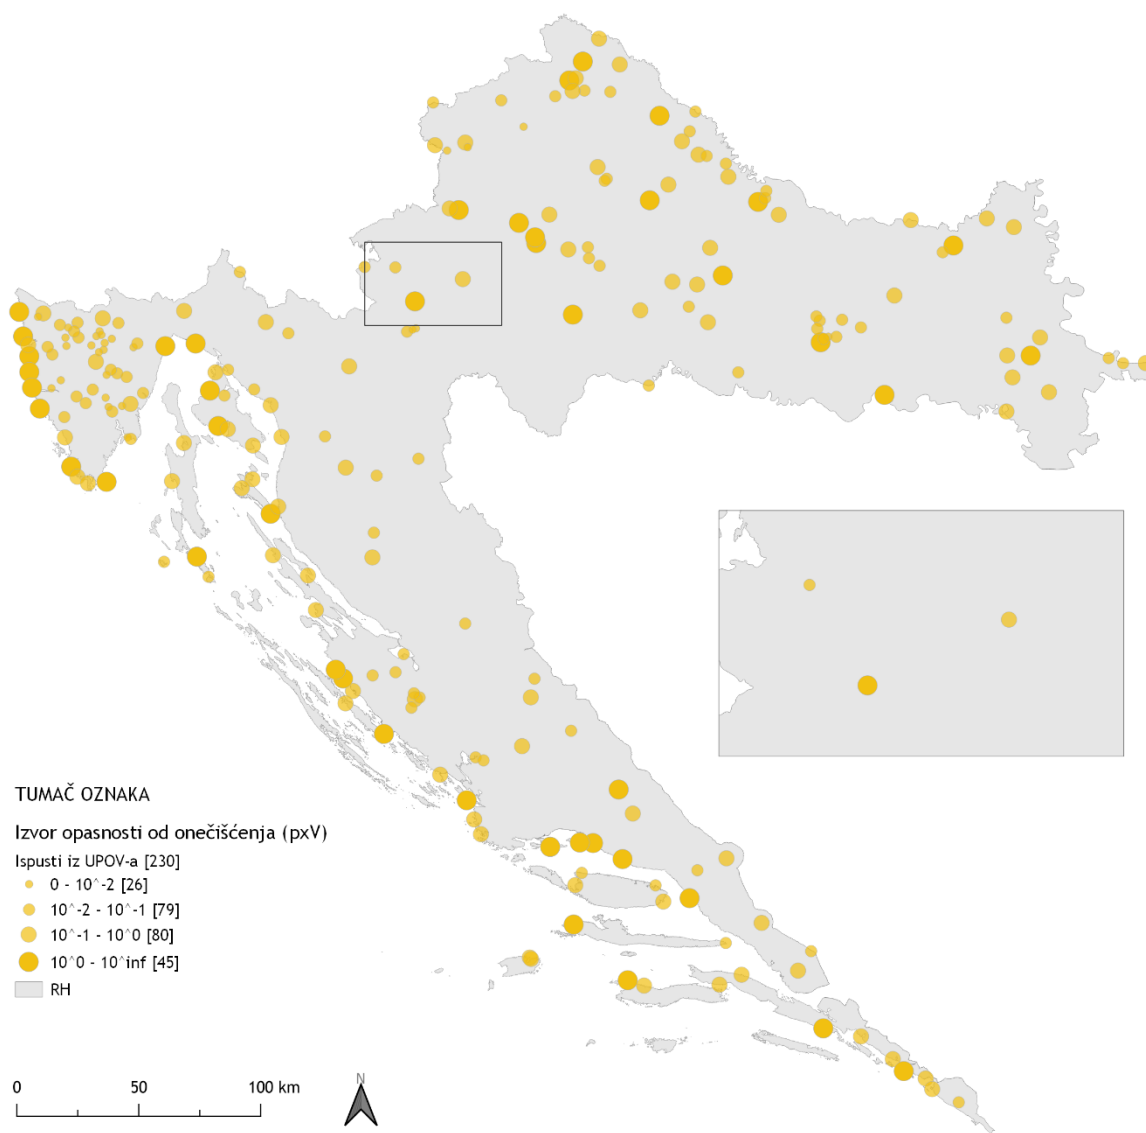 TUMAČ OZNAKA
Izvor opasnosti od onečišćenja (pxV)
Ispusti iz UPOV-a [230]
0 - 10^-2 [26]
10^-2 - 10^-1 [79]
10^-1 - 10^0 [80]
10^0 - 10^inf [45]
RH
0 50 100 km
N